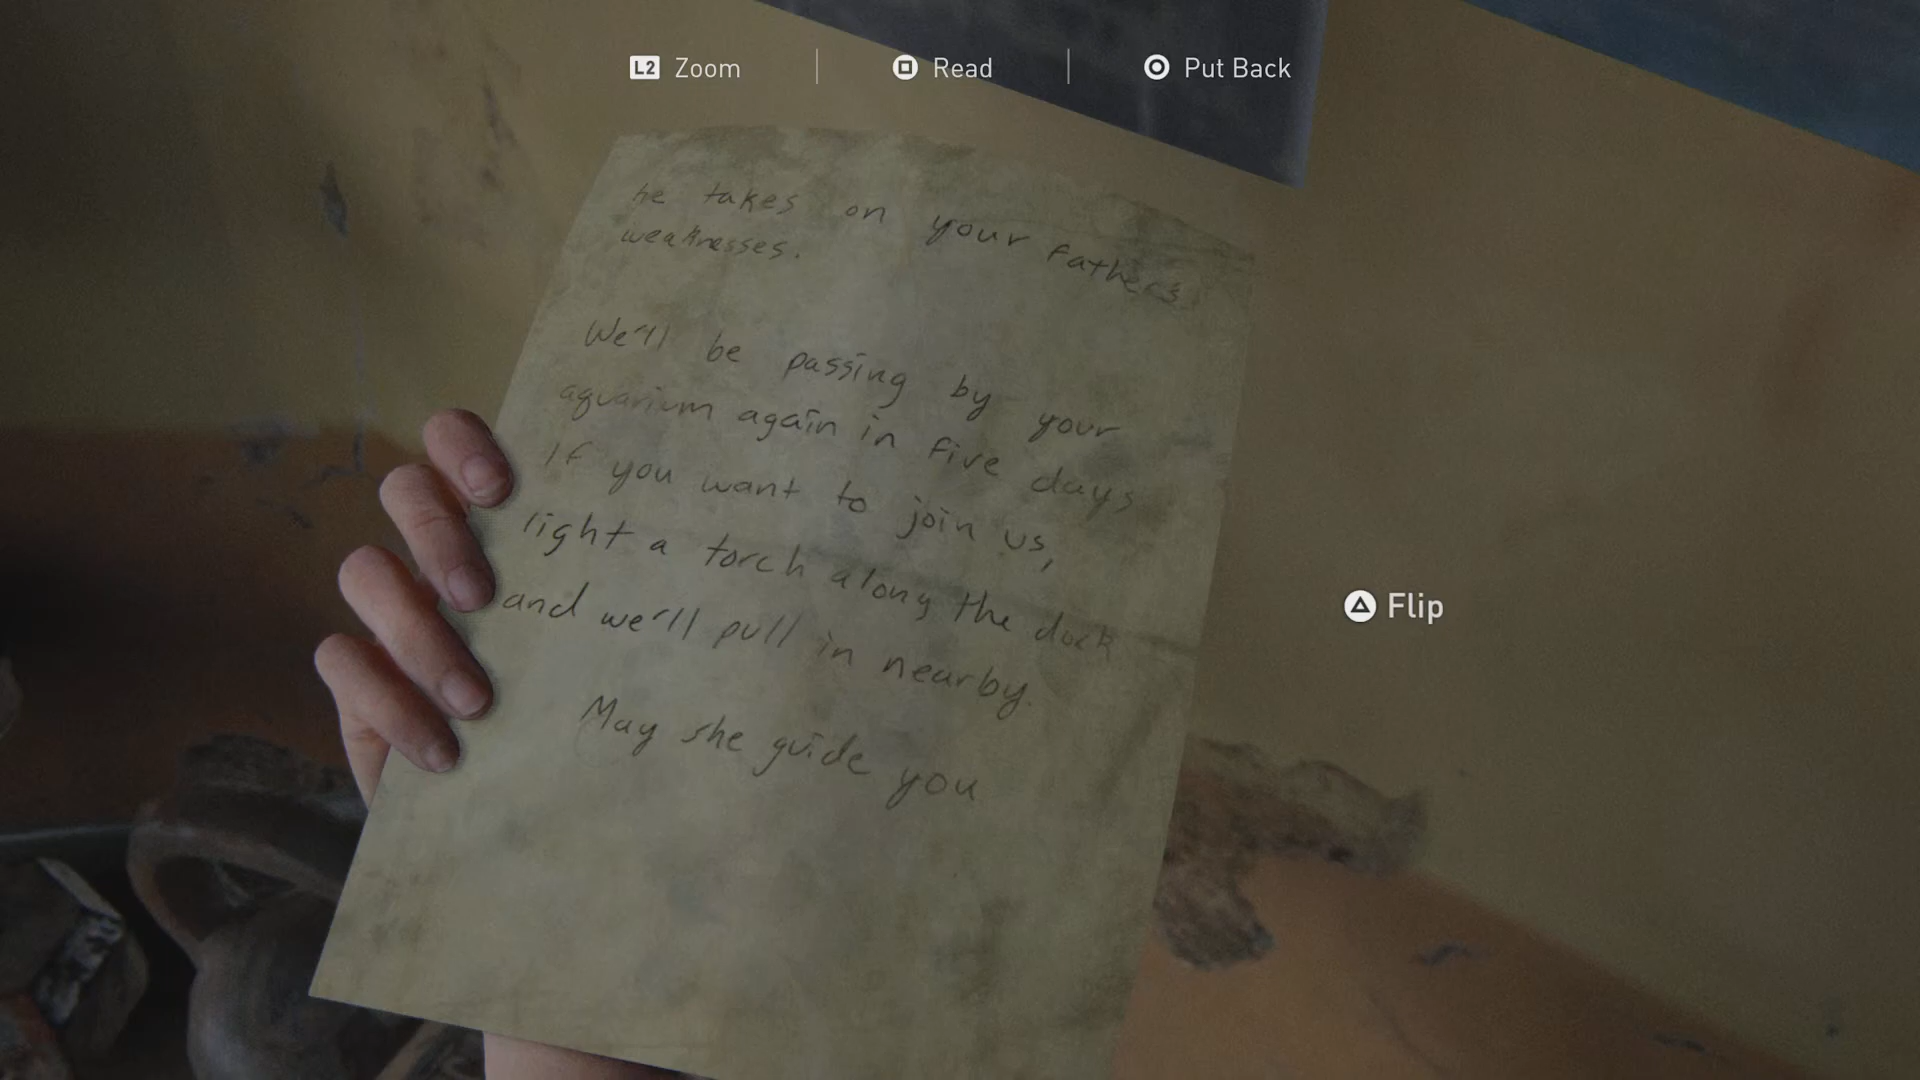 L2 Zoom
Read
Put Back
he takes on your fathers
weaknesses.
We'll be passing by your
aquarium again in five days
If you want to join us,
light a torch along the dock
and we'll pull in nearby.
May she guide you
Flip